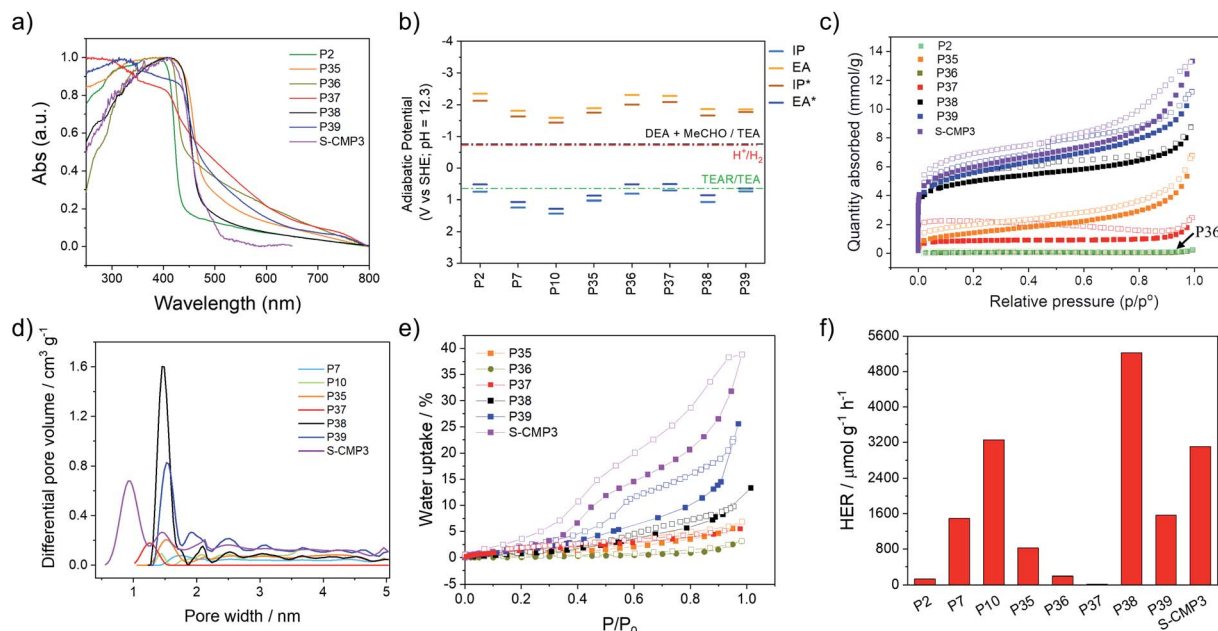 a)
Abs (a.u.)
1.0
0.8
0.6
0.4
0.2
0.0
300
400
500
600
700
800
Wavelength (nm)
P2
P35
P36
P37
P38
P39
S-CMP3
b)
Adiabatic Potential
(V vs SHE; pH = 12.3)
-4
-3
-2
-1
0
1
2
3
DEA + MeCHO / TEA
H⁺/H₂
TEAR/TEA
IP
EA
IP*
EA*
P2
P7
P10
P35
P36
P37
P38
P39
c)
Quantity absorbed (mmol/g)
14
12
10
8
6
4
2
0
0.0
0.2
0.4
0.6
0.8
1.0
Relative pressure (p/p°)
P2
P35
P36
P37
P38
P39
S-CMP3
P36
d)
Differential pore volume / cm³ g⁻¹
1.6
1.2
0.8
0.4
0.0
1
2
3
4
5
Pore width / nm
P7
P10
P35
P37
P38
P39
S-CMP3
e)
Water uptake / %
40
35
30
25
20
15
10
5
0
-5
0.0
0.2
0.4
0.6
0.8
1.0
P/P₀
P35
P36
P37
P38
P39
S-CMP3
f)
HER / μmol g⁻¹ h⁻¹
5600
4800
4000
3200
2400
1600
800
0
P2
P7
P10
P35
P36
P37
P38
P39
S-CMP3